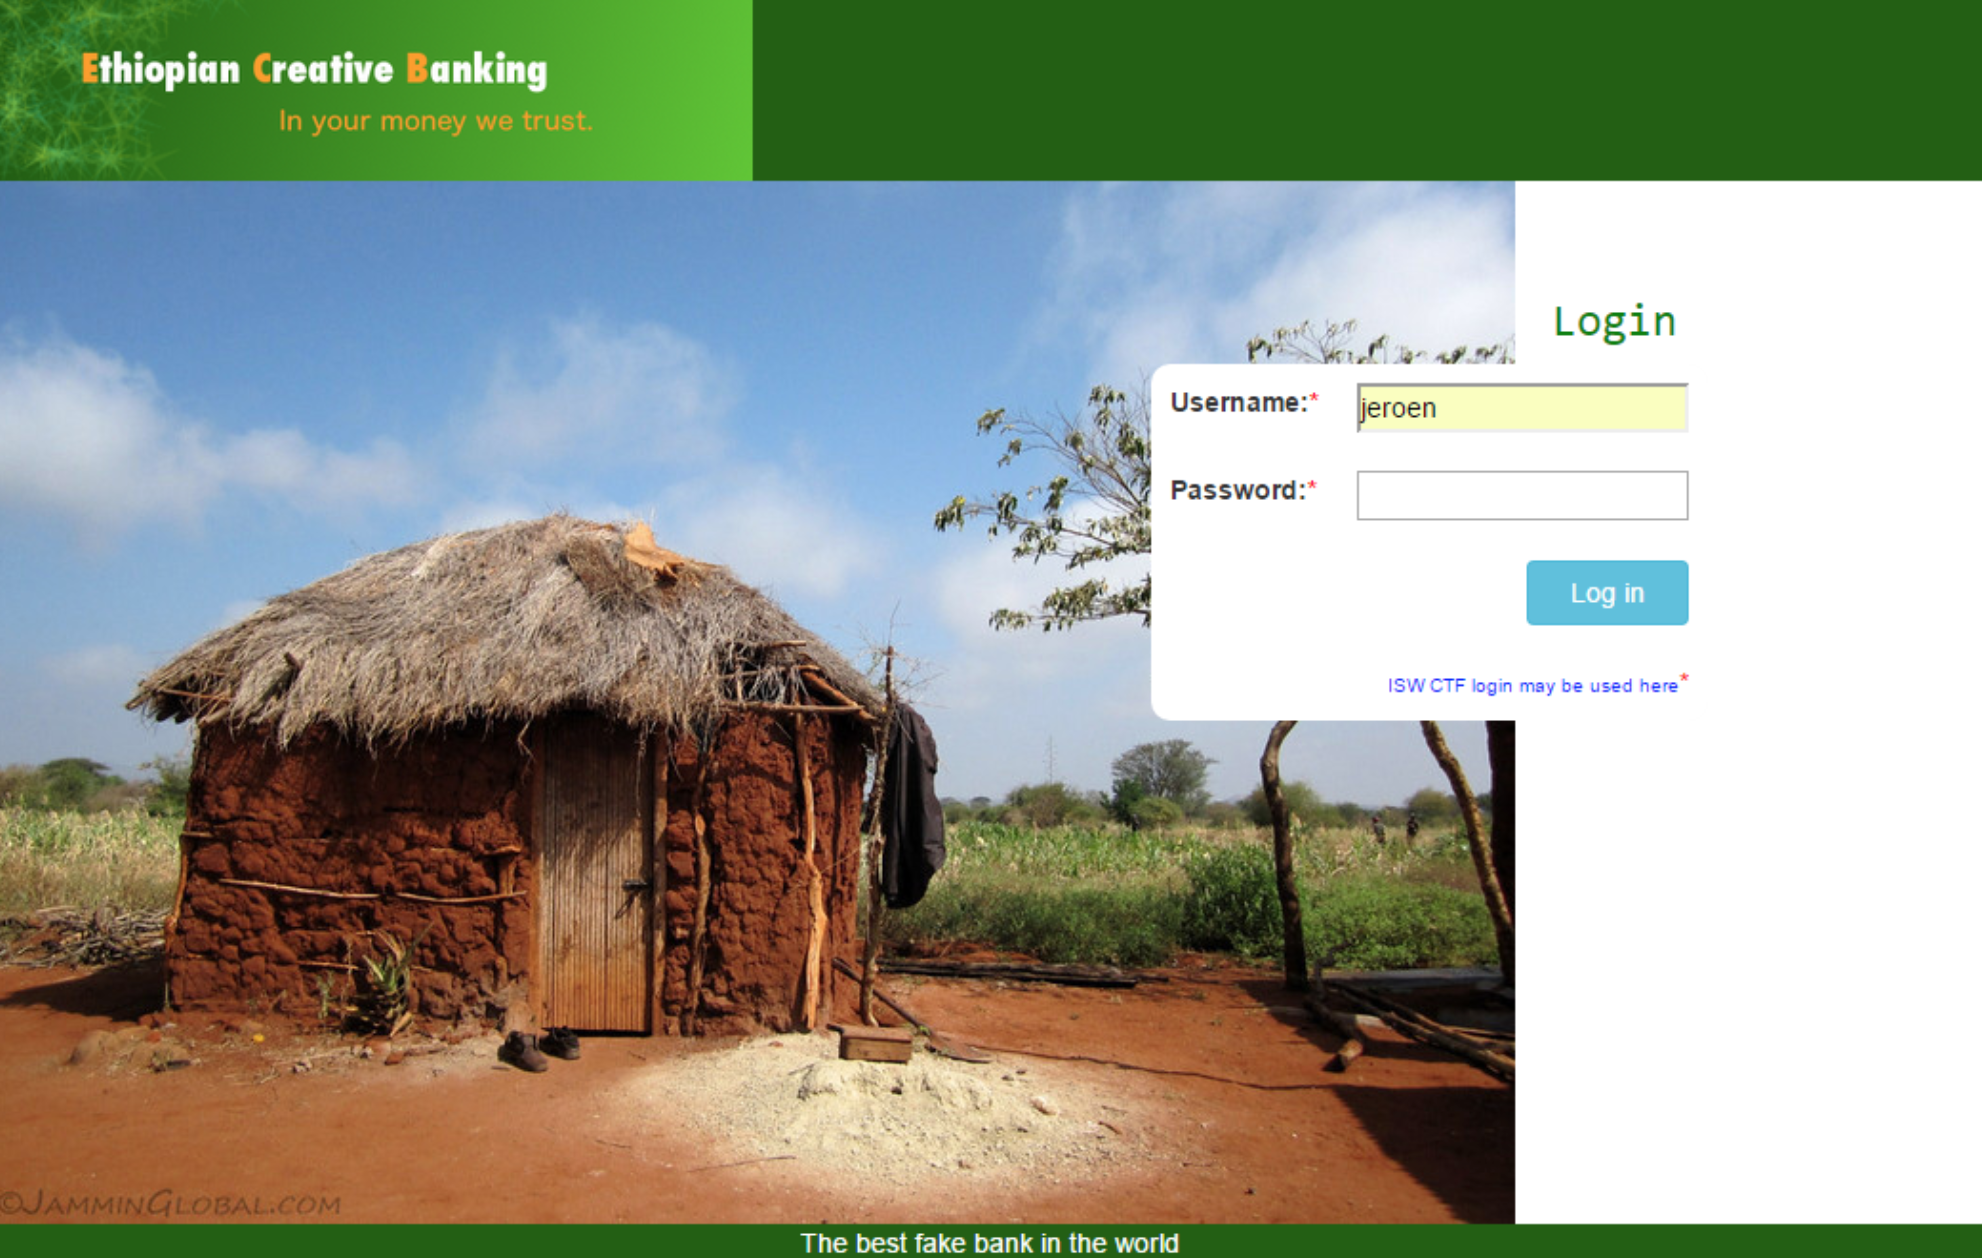 Ethiopian Creative Banking
In your money we trust.
Login
Username:*
jeroen
Password:*
Log in
ISW CTF login may be used here*
©JAMMINGLOBAL.COM
The best fake bank in the world